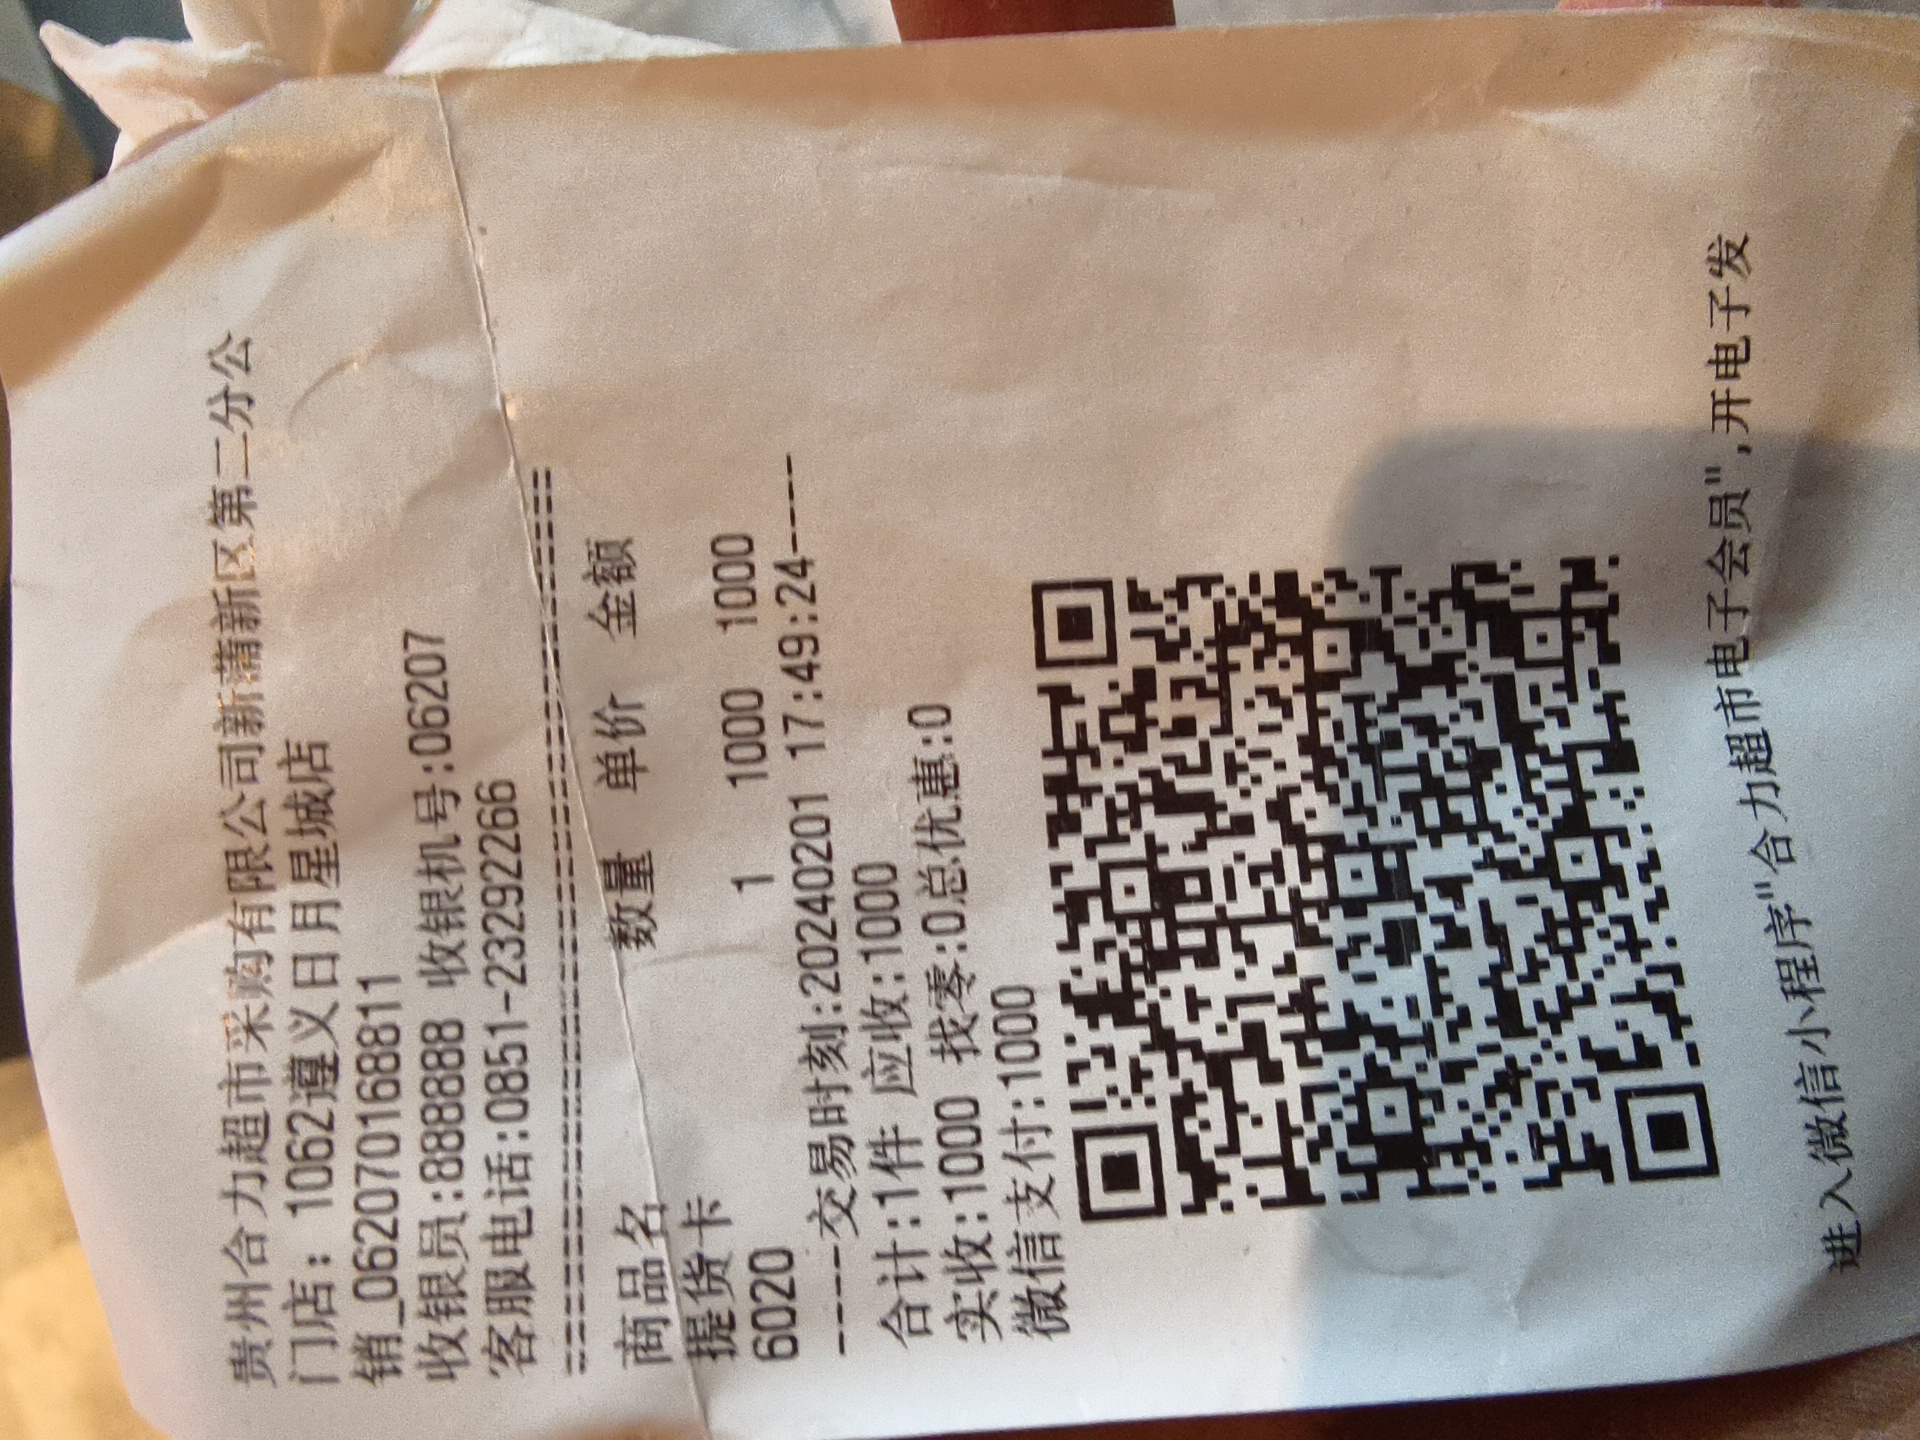 贵州合力超市采购有限公司新蒲新区第二分公
门店: 1062遵义日月星城店
销_0620701168811
收银员:888888 收银机号:06207
客服电话:0851-23292266
========================================
商品名 数量 单价 金额
提货卡
6020 1 1000 1000
-----交易时刻:20240201 17:49:24-----
合计:1件 应收:1000
实收:1000 找零:0总优惠:0
微信支付:1000
进入微信小程序"合力超市电子会员",开电子发